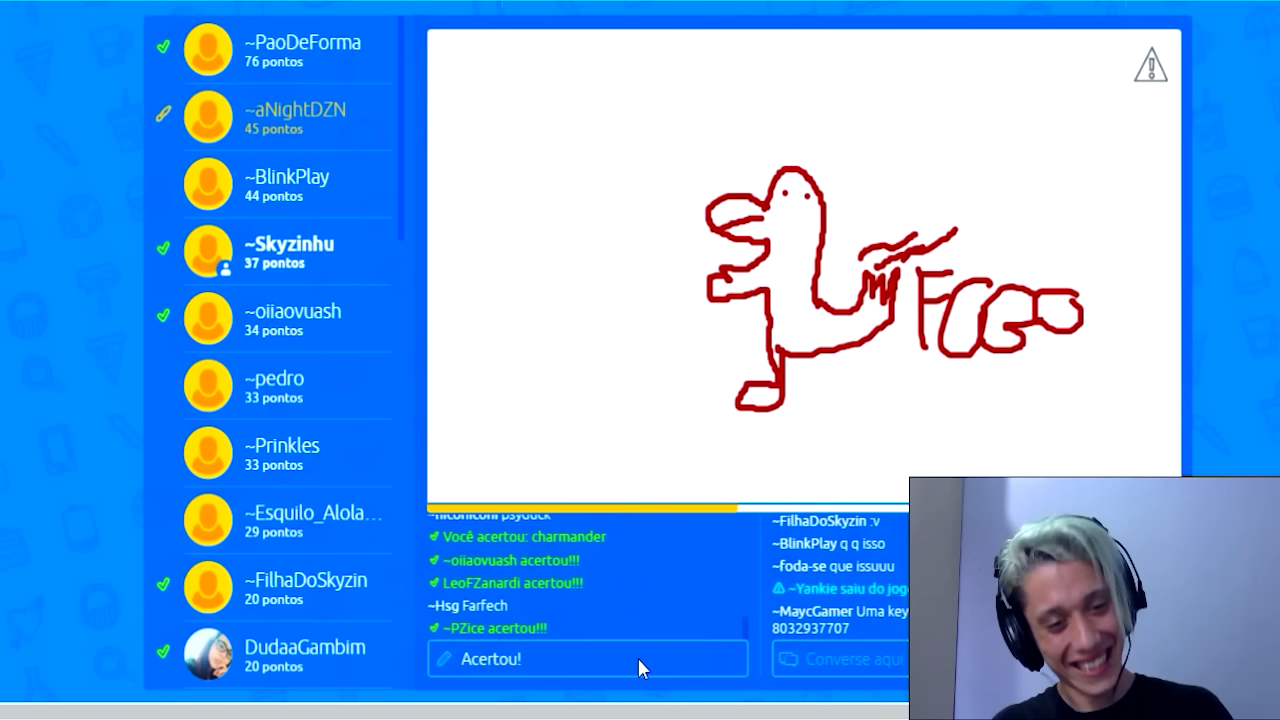 ~PaoDeForma
76 pontos
~aNightDZN
45 pontos
~BlinkPlay
44 pontos
~Skyzinhu
37 pontos
~oiiaovuash
34 pontos
~pedro
33 pontos
~Prinkles
33 pontos
~Esquilo_Alola...
29 pontos
~FilhaDoSkyzin
20 pontos
DudaaGambim
20 pontos
FOGO
psyduck
Você acertou: charmander
~oiiaovuash acertou!!!
LeoFZanardi acertou!!!
~Hsg Farfech
~PZice acertou!!!
Acertou!
~FilhaDoSkyzin :v
~BlinkPlay q q isso
~foda-se que issuuu
~Yankie saiu do jog
~MaycGamer Uma key
8032937707
Converse aqui